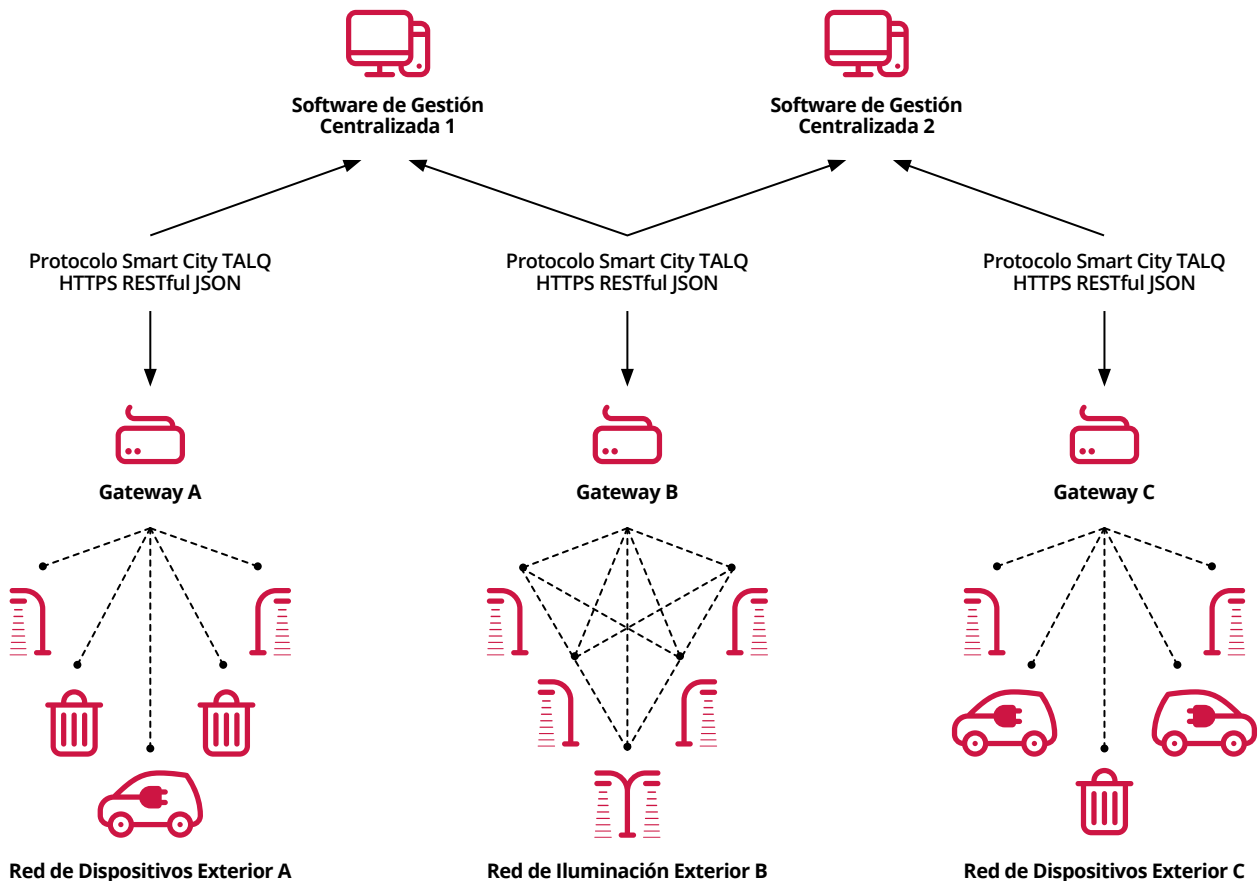 Software de Gestión
Centralizada 1
Software de Gestión
Centralizada 2
Protocolo Smart City TALQ
HTTPS RESTful JSON
Protocolo Smart City TALQ
HTTPS RESTful JSON
Protocolo Smart City TALQ
HTTPS RESTful JSON
Gateway A
Gateway B
Gateway C
Red de Dispositivos Exterior A
Red de Iluminación Exterior B
Red de Dispositivos Exterior C